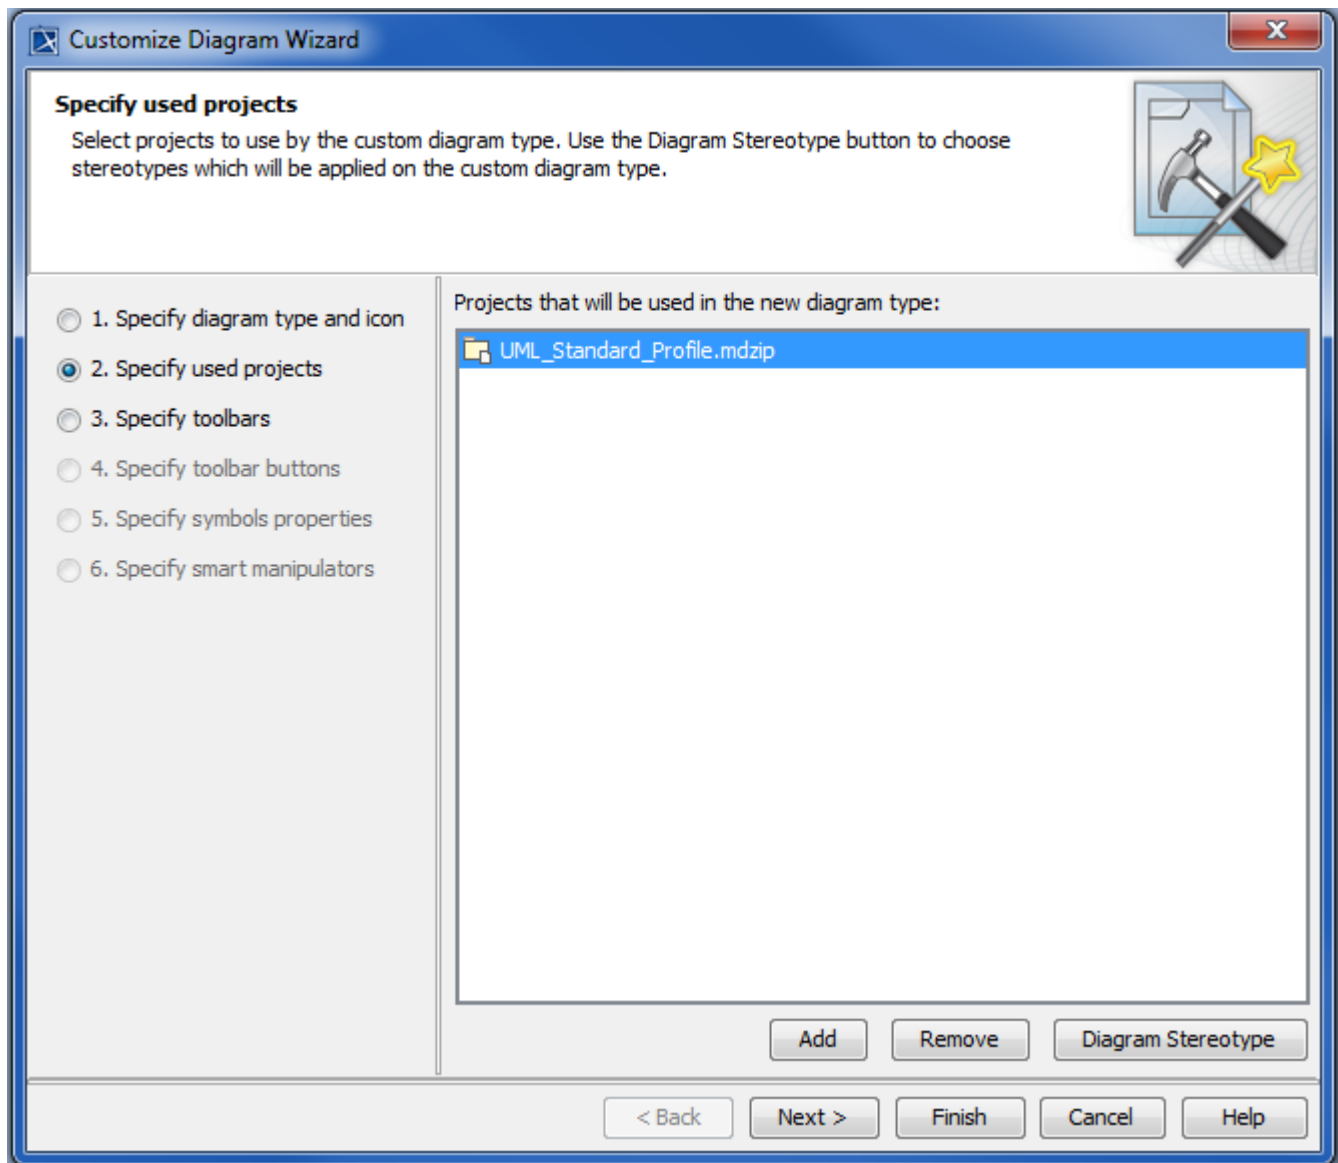 Customize Diagram Wizard
Specify used projects
Select projects to use by the custom diagram type. Use the Diagram Stereotype button to choose
stereotypes which will be applied on the custom diagram type.
1. Specify diagram type and icon
2. Specify used projects
3. Specify toolbars
4. Specify toolbar buttons
5. Specify symbols properties
6. Specify smart manipulators
Projects that will be used in the new diagram type:
UML_Standard_Profile.mdzip
Add Remove Diagram Stereotype
< Back Next > Finish Cancel Help